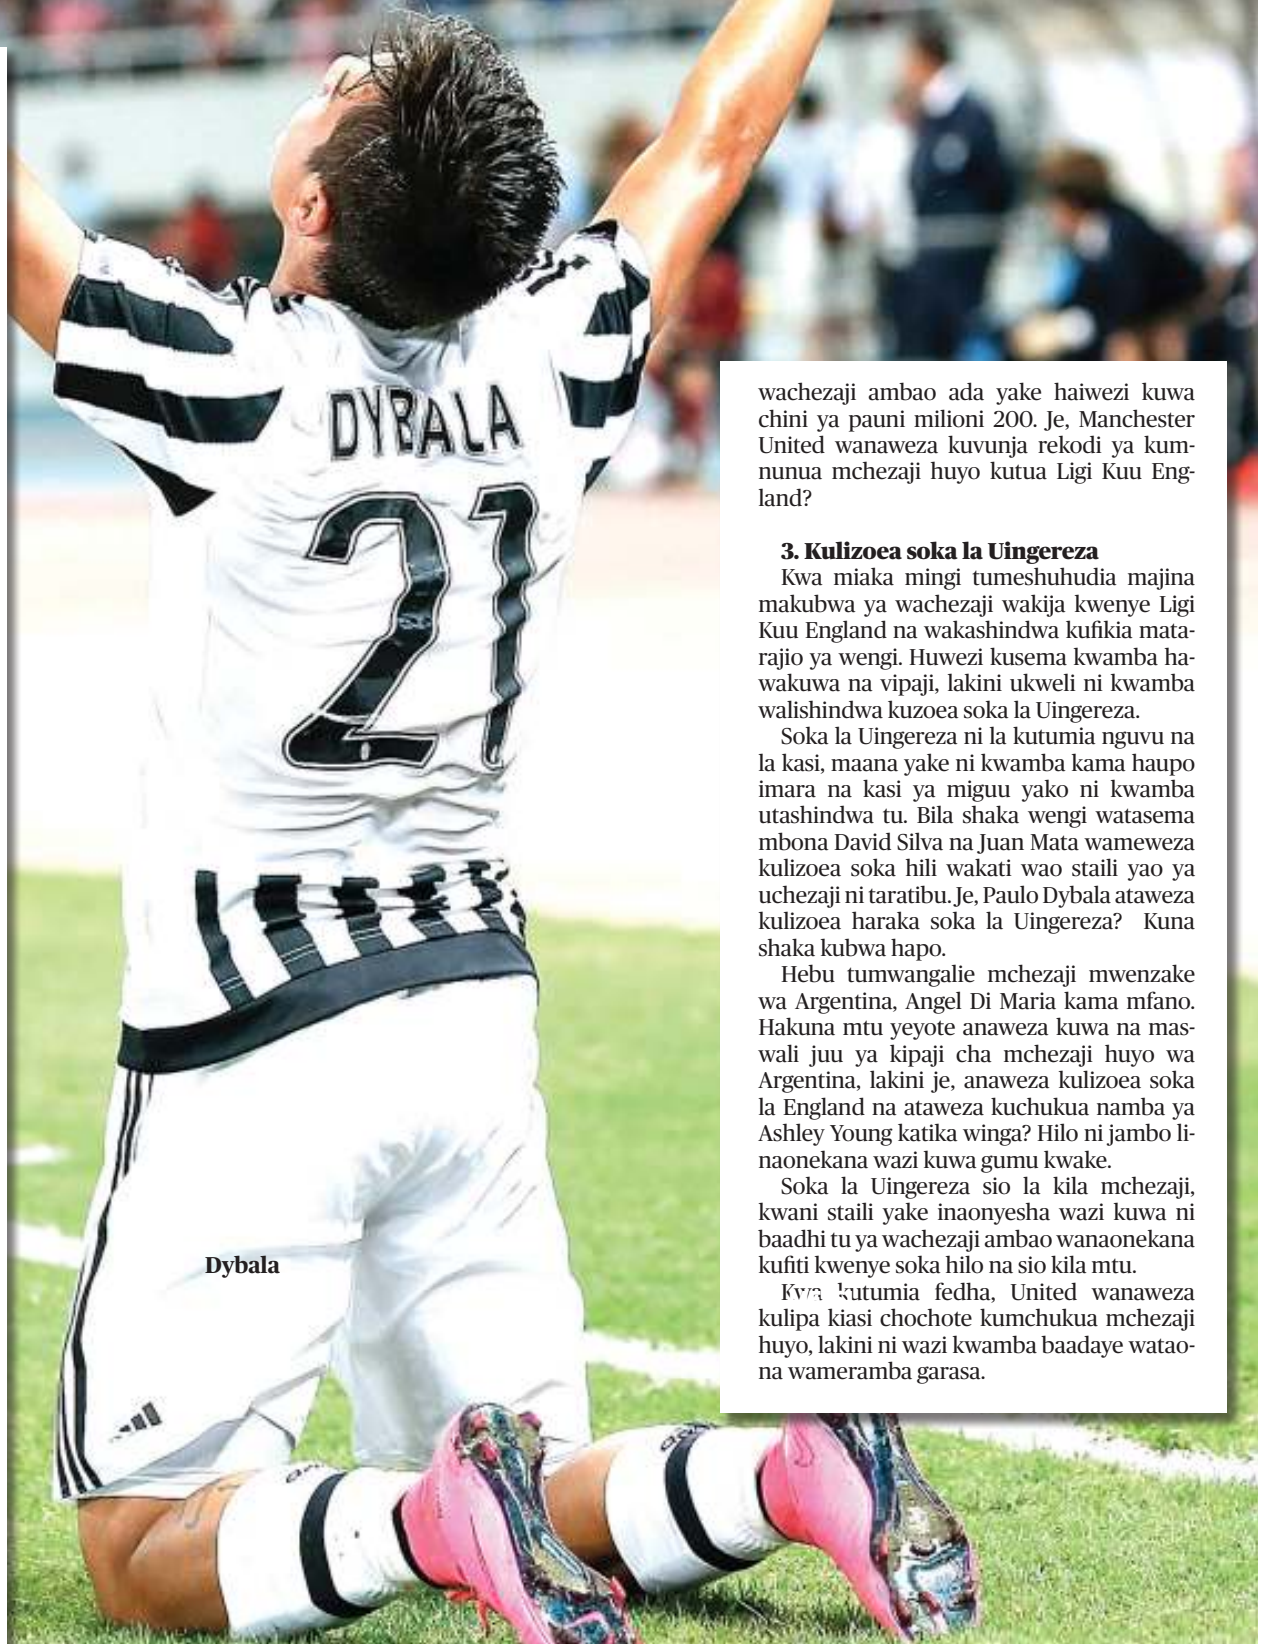 DYBALA
21
wachezaji ambao ada yake haiwezi kuwa
chini ya pauni milioni 200. Je, Manchester
United wanaweza kuvunja rekodi ya kum-
nunua mchezaji huyo kutua Ligi Kuu Eng-
land?
3. Kulizoea soka la Uingereza
Kwa miaka mingi tumeshuhudia majina
makubwa ya wachezaji wakija kwenye Ligi
Kuu England na wakashindwa kufikia mata-
rajio ya wengi. Huwezi kusema kwamba ha-
wakuwa na vipaji, lakini ukweli ni kwamba
walishindwa kuzoea soka la Uingereza.
Soka la Uingereza ni la kutumia nguvu na
la kasi, maana yake ni kwamba kama haupo
imara na kasi ya miguu yako ni kwamba
utashindwa tu. Bila shaka wengi watasema
mbona David Silva na Juan Mata wameweza
kulizoea soka hili wakati wao staili yao ya
uchezaji ni taratibu. Je, Paulo Dybala ataweza
kulizoea haraka soka la Uingereza? Kuna
shaka kubwa hapo.
Hebu tumwangalie mchezaji mwenzake
wa Argentina, Angel Di Maria kama mfano.
Hakuna mtu yeyote anaweza kuwa na mas-
wali juu ya kipaji cha mchezaji huyo wa
Argentina, lakini je, anaweza kulizoea soka
la England na ataweza kuchukua namba ya
Ashley Young katika winga? Hilo ni jambo li-
naonekana wazi kuwa gumu kwake.
Soka la Uingereza sio la kila mchezaji,
kwani staili yake inaonyesha wazi kuwa ni
baadhi tu ya wachezaji ambao wanaonekana
kufiti kwenye soka hilo na sio kila mtu.
Kwa kutumia fedha, United wanaweza
kulipa kiasi chochote kumchukua mchezaji
huyo, lakini ni wazi kwamba baadaye watao-
na wameramba garasa.
Dybala